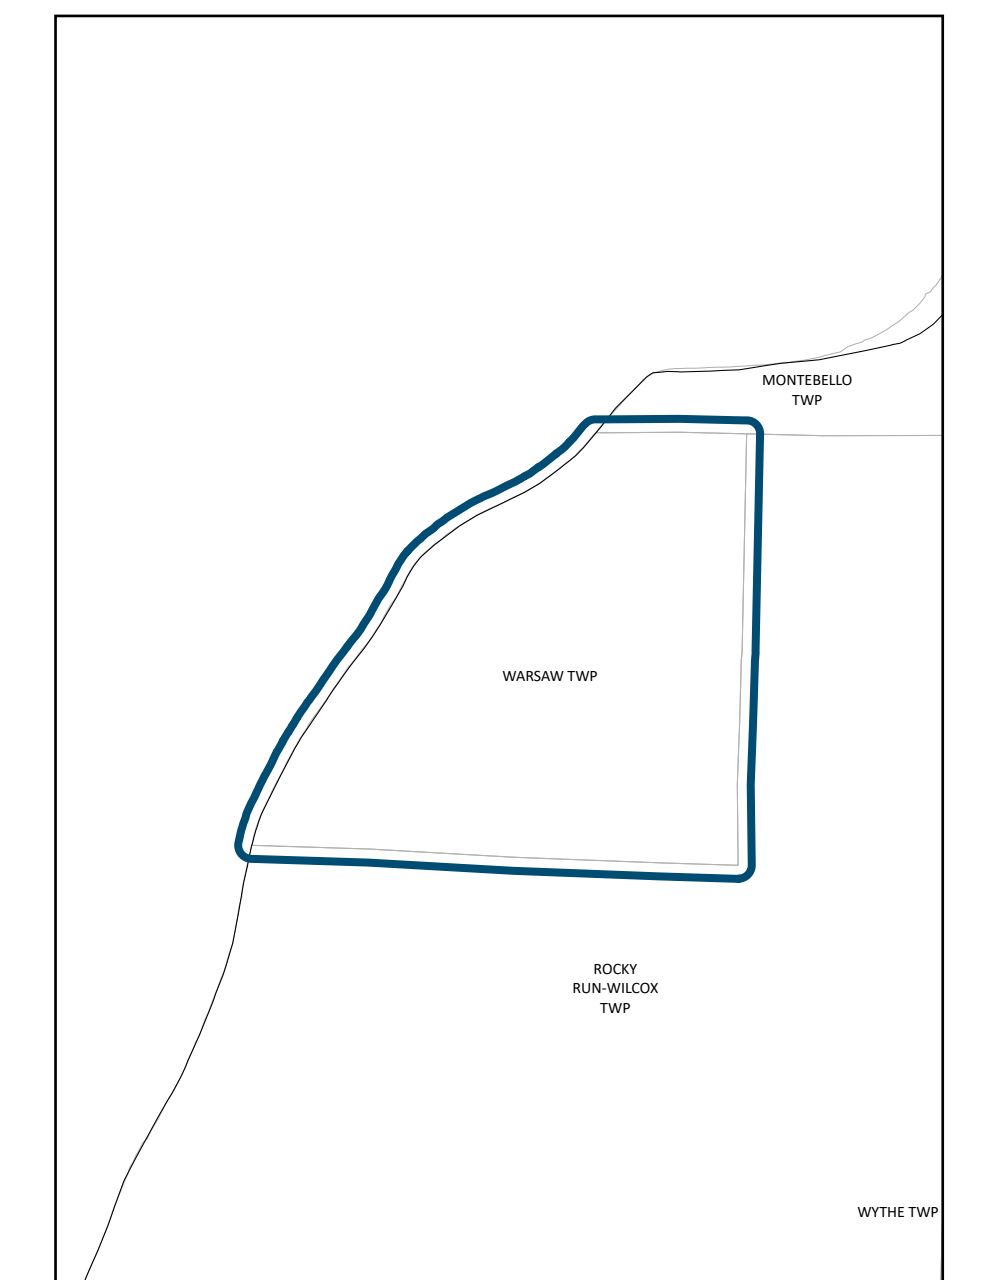 MONTEBELLO
TWP
WARSAW TWP
ROCKY
RUN-WILCOX
TWP
WYTHE TWP